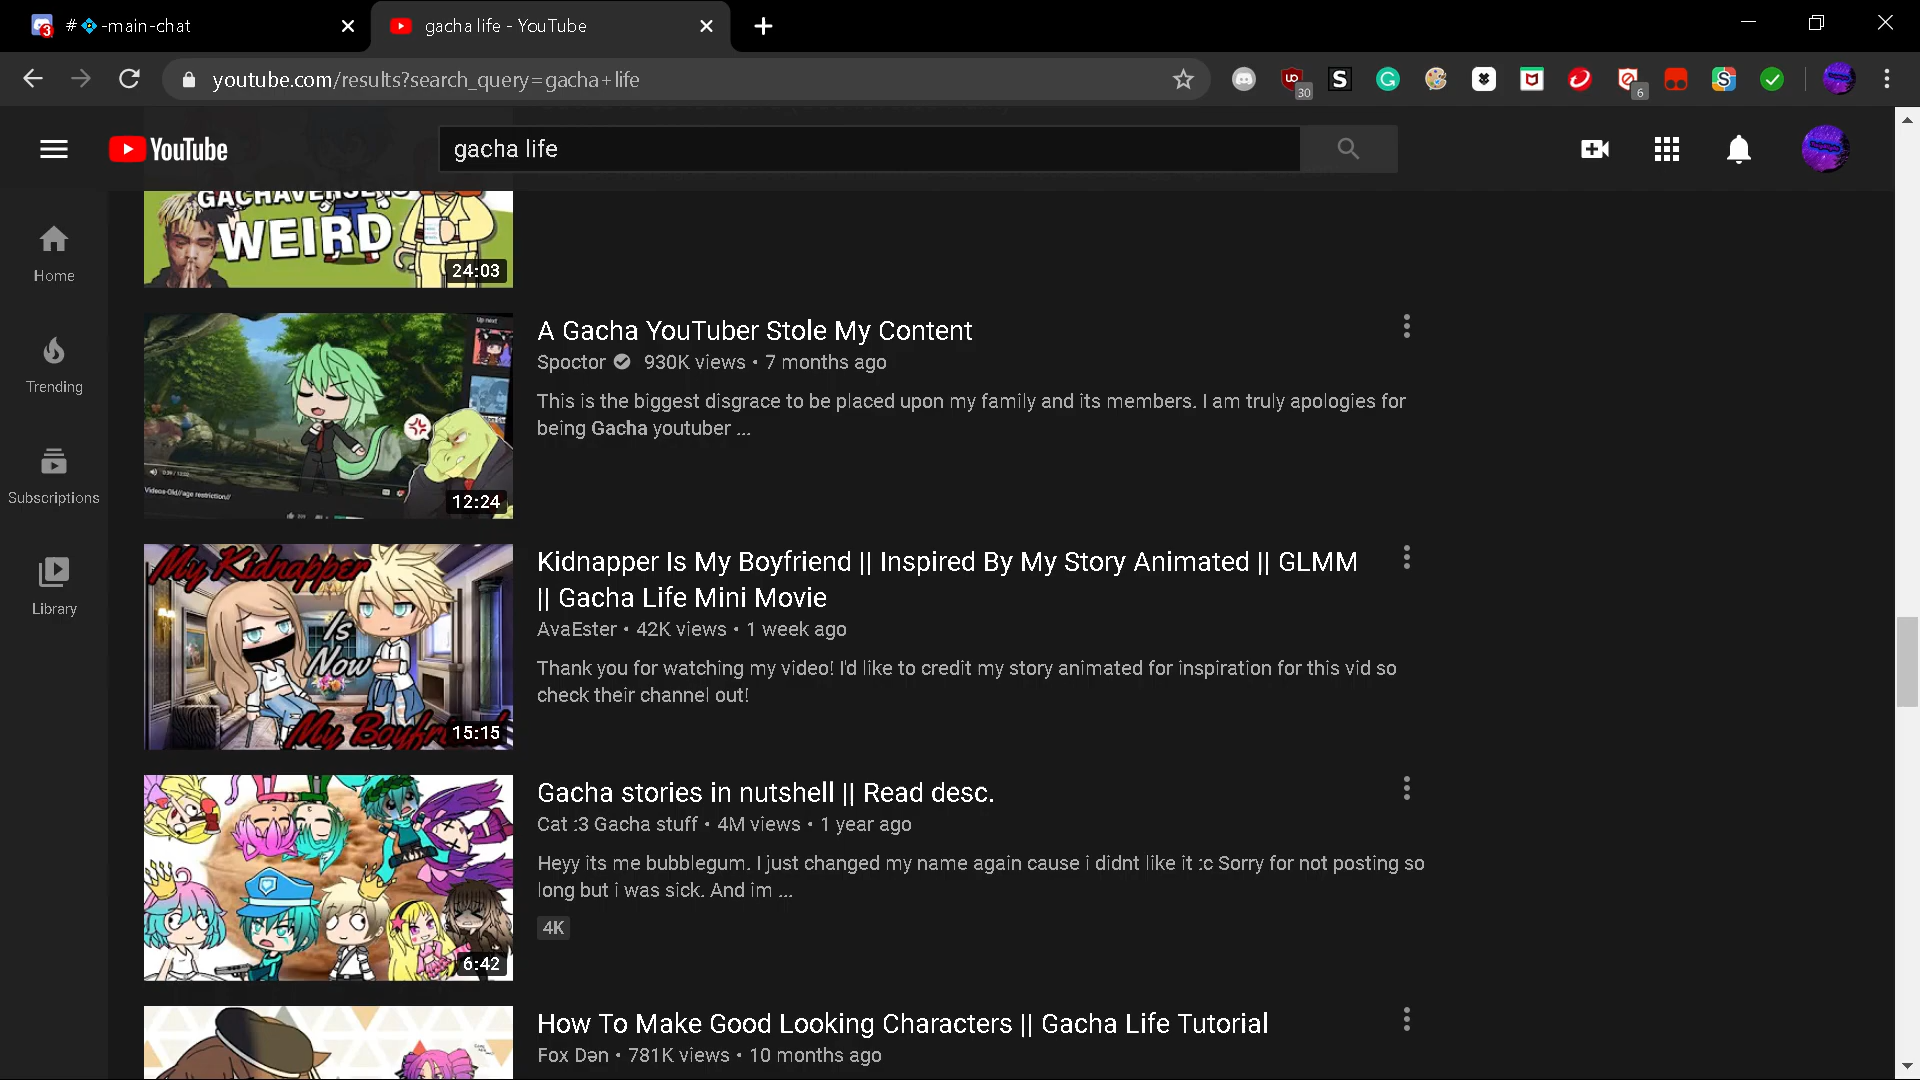 3
#💠-main-chat
gacha life - YouTube
youtube.com/results?search_query=gacha+life
30
6
YouTube
gacha life
Home
Trending
Subscriptions
Library
WEIRD
24:03
Up next
12:24
A Gacha YouTuber Stole My Content
Spoctor 930K views • 7 months ago
This is the biggest disgrace to be placed upon my family and its members. I am truly apologies for
being Gacha youtuber ...
My Kidnapper
Is
Now
15:15
Kidnapper Is My Boyfriend || Inspired By My Story Animated || GLMM
|| Gacha Life Mini Movie
AvaEster • 42K views • 1 week ago
Thank you for watching my video! I'd like to credit my story animated for inspiration for this vid so
check their channel out!
6:42
Gacha stories in nutshell || Read desc.
Cat :3 Gacha stuff • 4M views • 1 year ago
Heyy its me bubblegum. I just changed my name again cause i didnt like it :c Sorry for not posting so
long but i was sick. And im ...
4K
How To Make Good Looking Characters || Gacha Life Tutorial
Fox Dən • 781K views • 10 months ago